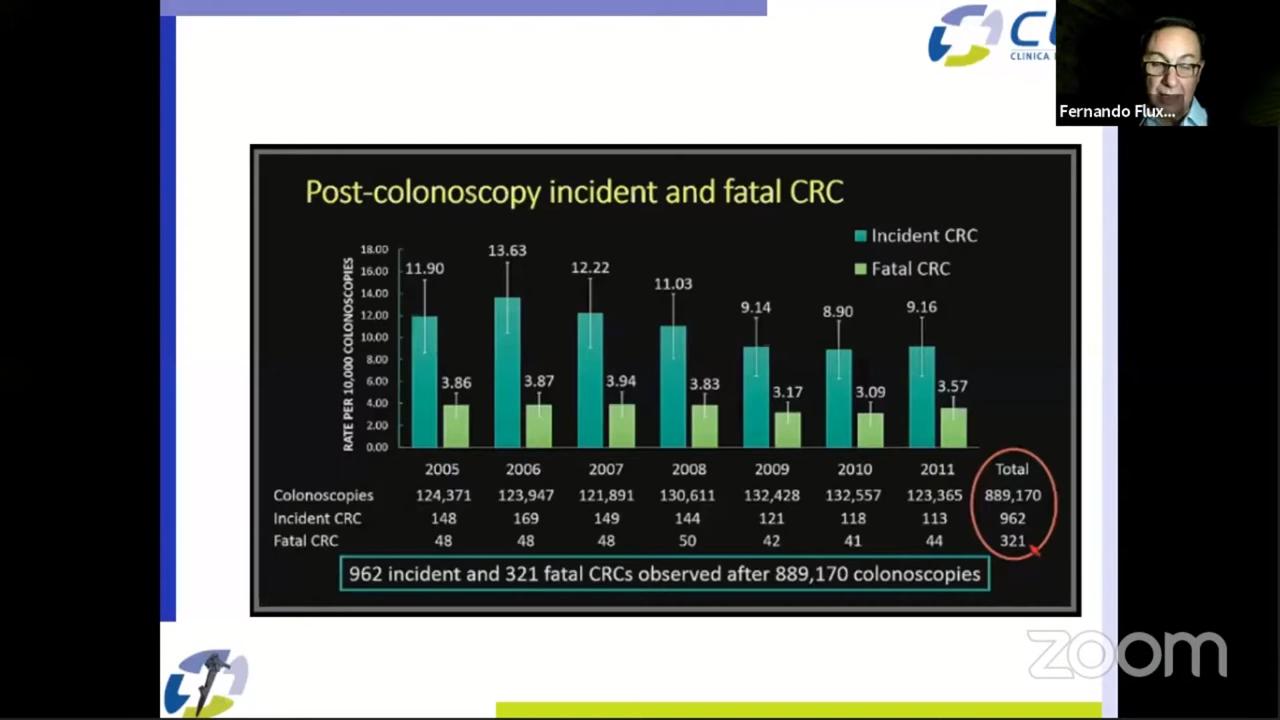 CLINICA
Fernando Flux...
Post-colonoscopy incident and fatal CRC
Incident CRC
Fatal CRC
RATE PER 10,000 COLONOSCOPIES
18.00
16.00
14.00
12.00
10.00
8.00
6.00
4.00
2.00
0.00
11.90
3.86
13.63
3.87
12.22
3.94
11.03
3.83
9.14
3.17
8.90
3.09
9.16
3.57
2005 2006 2007 2008 2009 2010 2011 Total
Colonoscopies 124,371 123,947 121,891 130,611 132,428 132,557 123,365 889,170
Incident CRC 148 169 149 144 121 118 113 962
Fatal CRC 48 48 48 50 42 41 44 321
962 incident and 321 fatal CRCs observed after 889,170 colonoscopies
zoom